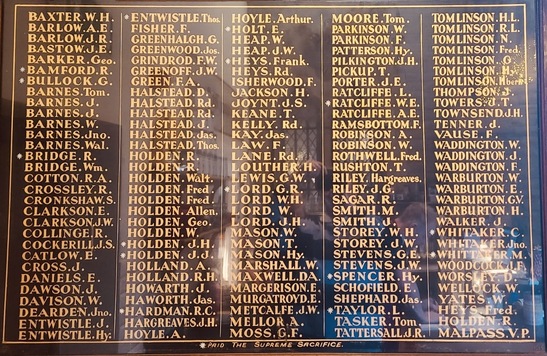 BAXTER. W.H.
BARLOW. A.E.
BARLOW. J.R.
BASTOW. J.E.
BARKER. Geo.
* BAMFORD. R.
* BULLOCK. G.
BARNES. Tom.
BARNES. J.
BARNES. J.
BARNES. W.
BARNES. Jno.
BARNES. Wal.
* BRIDGE. R.
BRIDGE. Wm.
COTTON. R.A.
CROSSLEY. R.
CRONKSHAW. S.
CLARKSON. E.
CLARKSON. J.W.
COLLINGE. R.
COCKERILL. J.S.
CATLOW. E.
CROSS. J.
DANIELS. E.
DAWSON. J.
DAVISON. W.
DEARDEN. Jno.
ENTWISTLE. J.
ENTWISTLE. Hy.
* ENTWISTLE. Thos.
FISHER. F.
GREENHALGH. G.
GREENWOOD. Jos.
GRINDROD. F.W.
GREENOFF. J.W.
GREEN. F.A.
HALSTEAD. D.
HALSTEAD. Rd.
HALSTEAD. Rd.
HALSTEAD. J.
HALSTEAD. Jas.
HALSTEAD. Thos.
HOLDEN. R.
HOLDEN. R.
HOLDEN. Walt.
HOLDEN. Fred.
HOLDEN. Fred.
HOLDEN. Allen.
HOLDEN. Geo.
HOLDEN. W.
* HOLDEN. J.H.
* HOLDEN. J.J.
HOLLAND. A.
HOLLAND. R.H.
HOWARTH. J.
HAWORTH. Jas.
* HARDMAN. R.C.
HARGREAVES. J.H.
HOYLE. A.
HOYLE. Arthur.
* HOLT. E.
HEAP. W.
HEAP. J.W.
* HEYS. Frank.
HEYS. Rd.
SHERWOOD. F.
JACKSON. H.
JOYNT. J.S.
KEANE. T.
KELLY. Rd.
KAY. Jas.
LAW. F.
LANE. Rd.
LOUTHER. H.
LEWIS. G.W.
* LORD. G.R.
LORD. W.H.
LORD. W.
LORD. J.H.
MASON. W.
MASON. T.
MASON. Hy.
MARSHALL. W.
MAXWELL. D.A.
MARGERISON. E.
MURGATROYD. E.
METCALFE. J.W.
MELLOR. A.
MOSS. G.F.
MOORE. Tom.
PARKINSON. W.
PARKINSON. F.
PATTERSON. Hy.
PILKINGTON. J.H.
PICKUP. T.
PORTER. J.E.
RATCLIFFE. L.
* RATCLIFFE. W.E.
RATCLIFFE. A.E.
RAMSBOTTOM. F.
ROBINSON. A.
ROBINSON. W.
ROTHWELL. Fred.
RUSHTON. T.
RILEY. Hargreaves.
RILEY. J.G.
SAGAR. R.
SMITH. M.
SMITH. J.
STOREY. W.H.
STOREY. J.W.
STEVENS. G.E.
STEVENS. J.W.
* SPENCER. Hy.
SCHOFIELD. E.
SHEPHARD. Jas.
* TAYLOR. L.
TASKER. Tom.
TATTERSALL. J.R.
TOMLINSON. H.L.
TOMLINSON. R.L.
TOMLINSON. N.
TOMLINSON. Fred.
TOMLINSON. G.
TOMLINSON. Hy.
TOMLINSON.
THOMPSON. J.
TOWERS. J.T.
TOWNSEND. J.H.
TENNER. J.
VAUSE. F.
WADDINGTON. W.
WADDINGTON. J.
WADDINGTON. F.
WARBURTON. W.
WARBURTON. E.
WARBURTON. G.V.
WARBURTON. H.
WALKER. J.
* WHITAKER. C.
WHITAKER. Jno.
* WHITTAKER. M.
WOODCOCK. J.F.
WORSLEY. J.
YELLOCK. W.
YATES. W.
HEYS. Fred.
HOLDEN. R.
MALPASS. V.P.
* PAID THE SUPREME SACRIFICE.